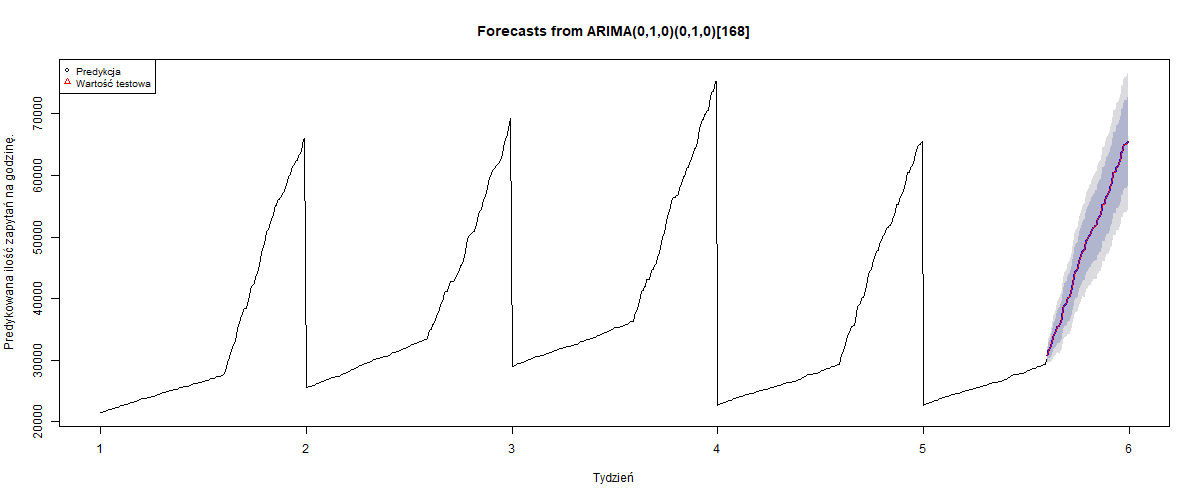 Forecasts from ARIMA(0,1,0)(0,1,0)[168]
Predykcja
Wartość testowa
Predykowana ilość zapytań na godzinę.
70000
60000
50000
40000
30000
20000
1 2 3 4 5 6
Tydzień